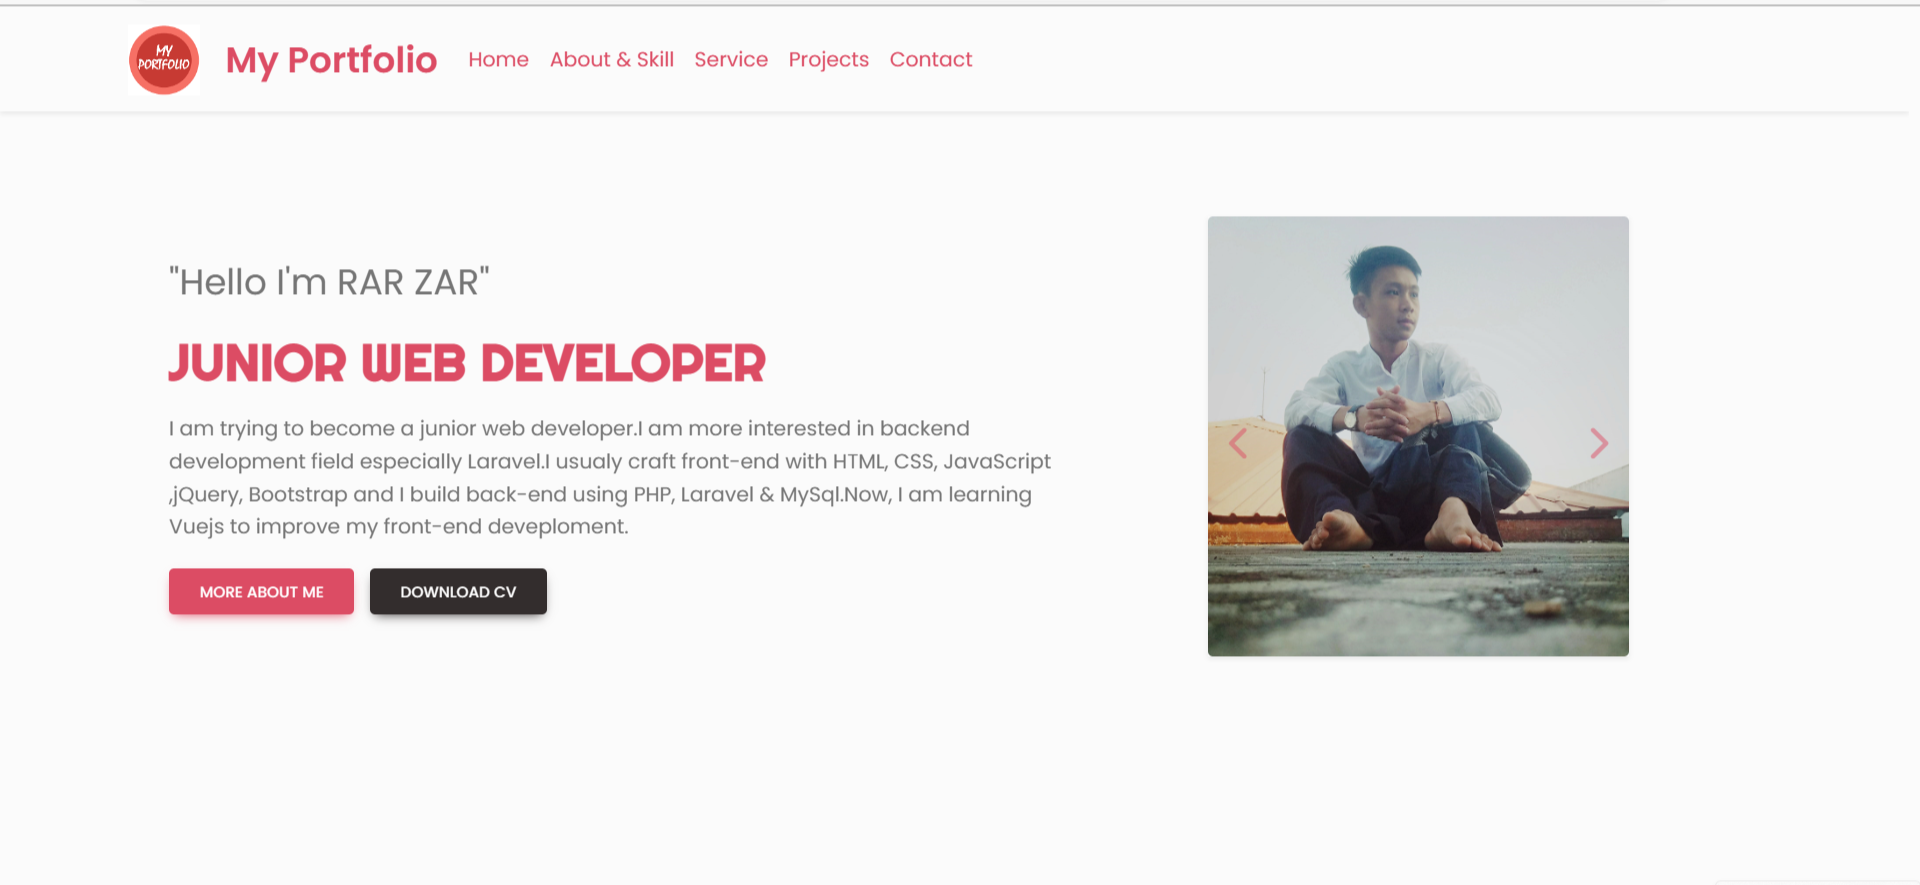 MY
PORTFOLIO
My Portfolio Home About & Skill Service Projects Contact
"Hello I'm RAR ZAR"
JUNIOR WEB DEVELOPER
I am trying to become a junior web developer.I am more interested in backend
development field especially Laravel.I usualy craft front-end with HTML, CSS, JavaScript
,jQuery, Bootstrap and I build back-end using PHP, Laravel & MySql.Now, I am learning
Vuejs to improve my front-end deveploment.
MORE ABOUT ME DOWNLOAD CV